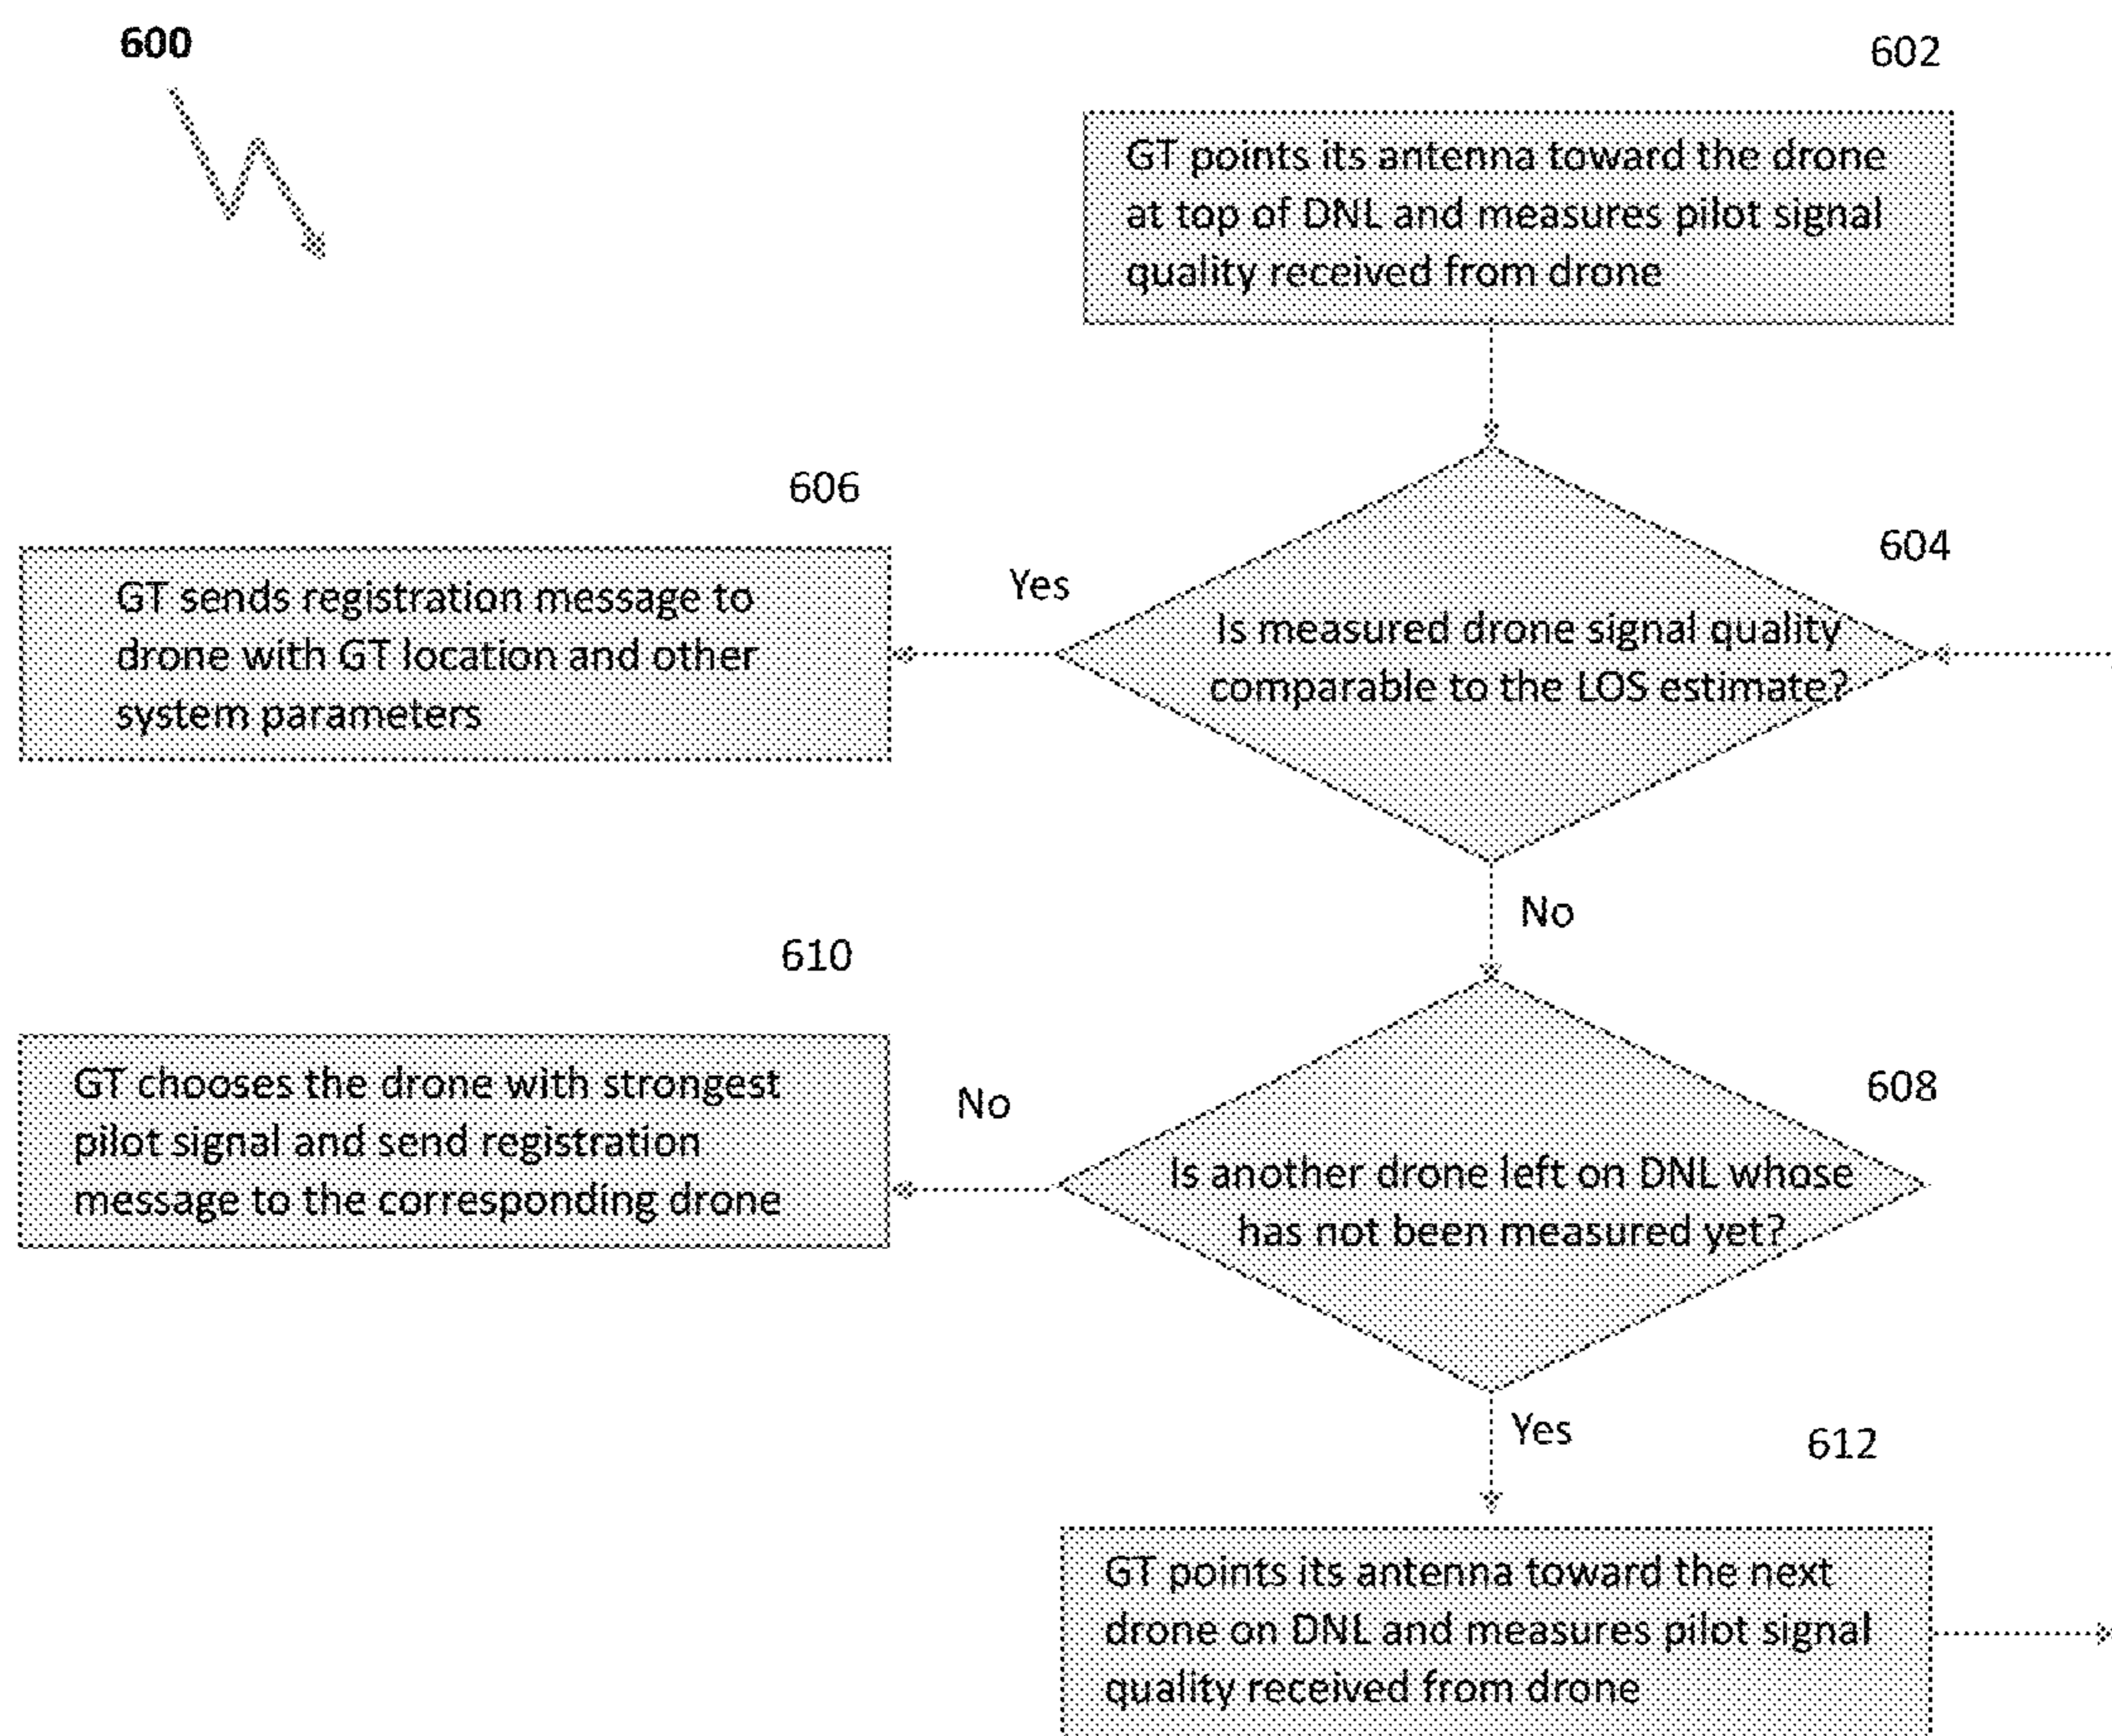 600
602
GT points its antenna toward the drone
at top of DNL and measures pilot signal
quality received from drone
606
604
GT sends registration message to
drone with GT location and other
system parameters
Yes
Is measured drone signal quality
comparable to the LOS estimate?
No
610
608
GT chooses the drone with strongest
pilot signal and send registration
message to the corresponding drone
No
Is another drone left on DNL whose
has not been measured yet?
Yes
612
GT points its antenna toward the next
drone on DNL and measures pilot signal
quality received from drone